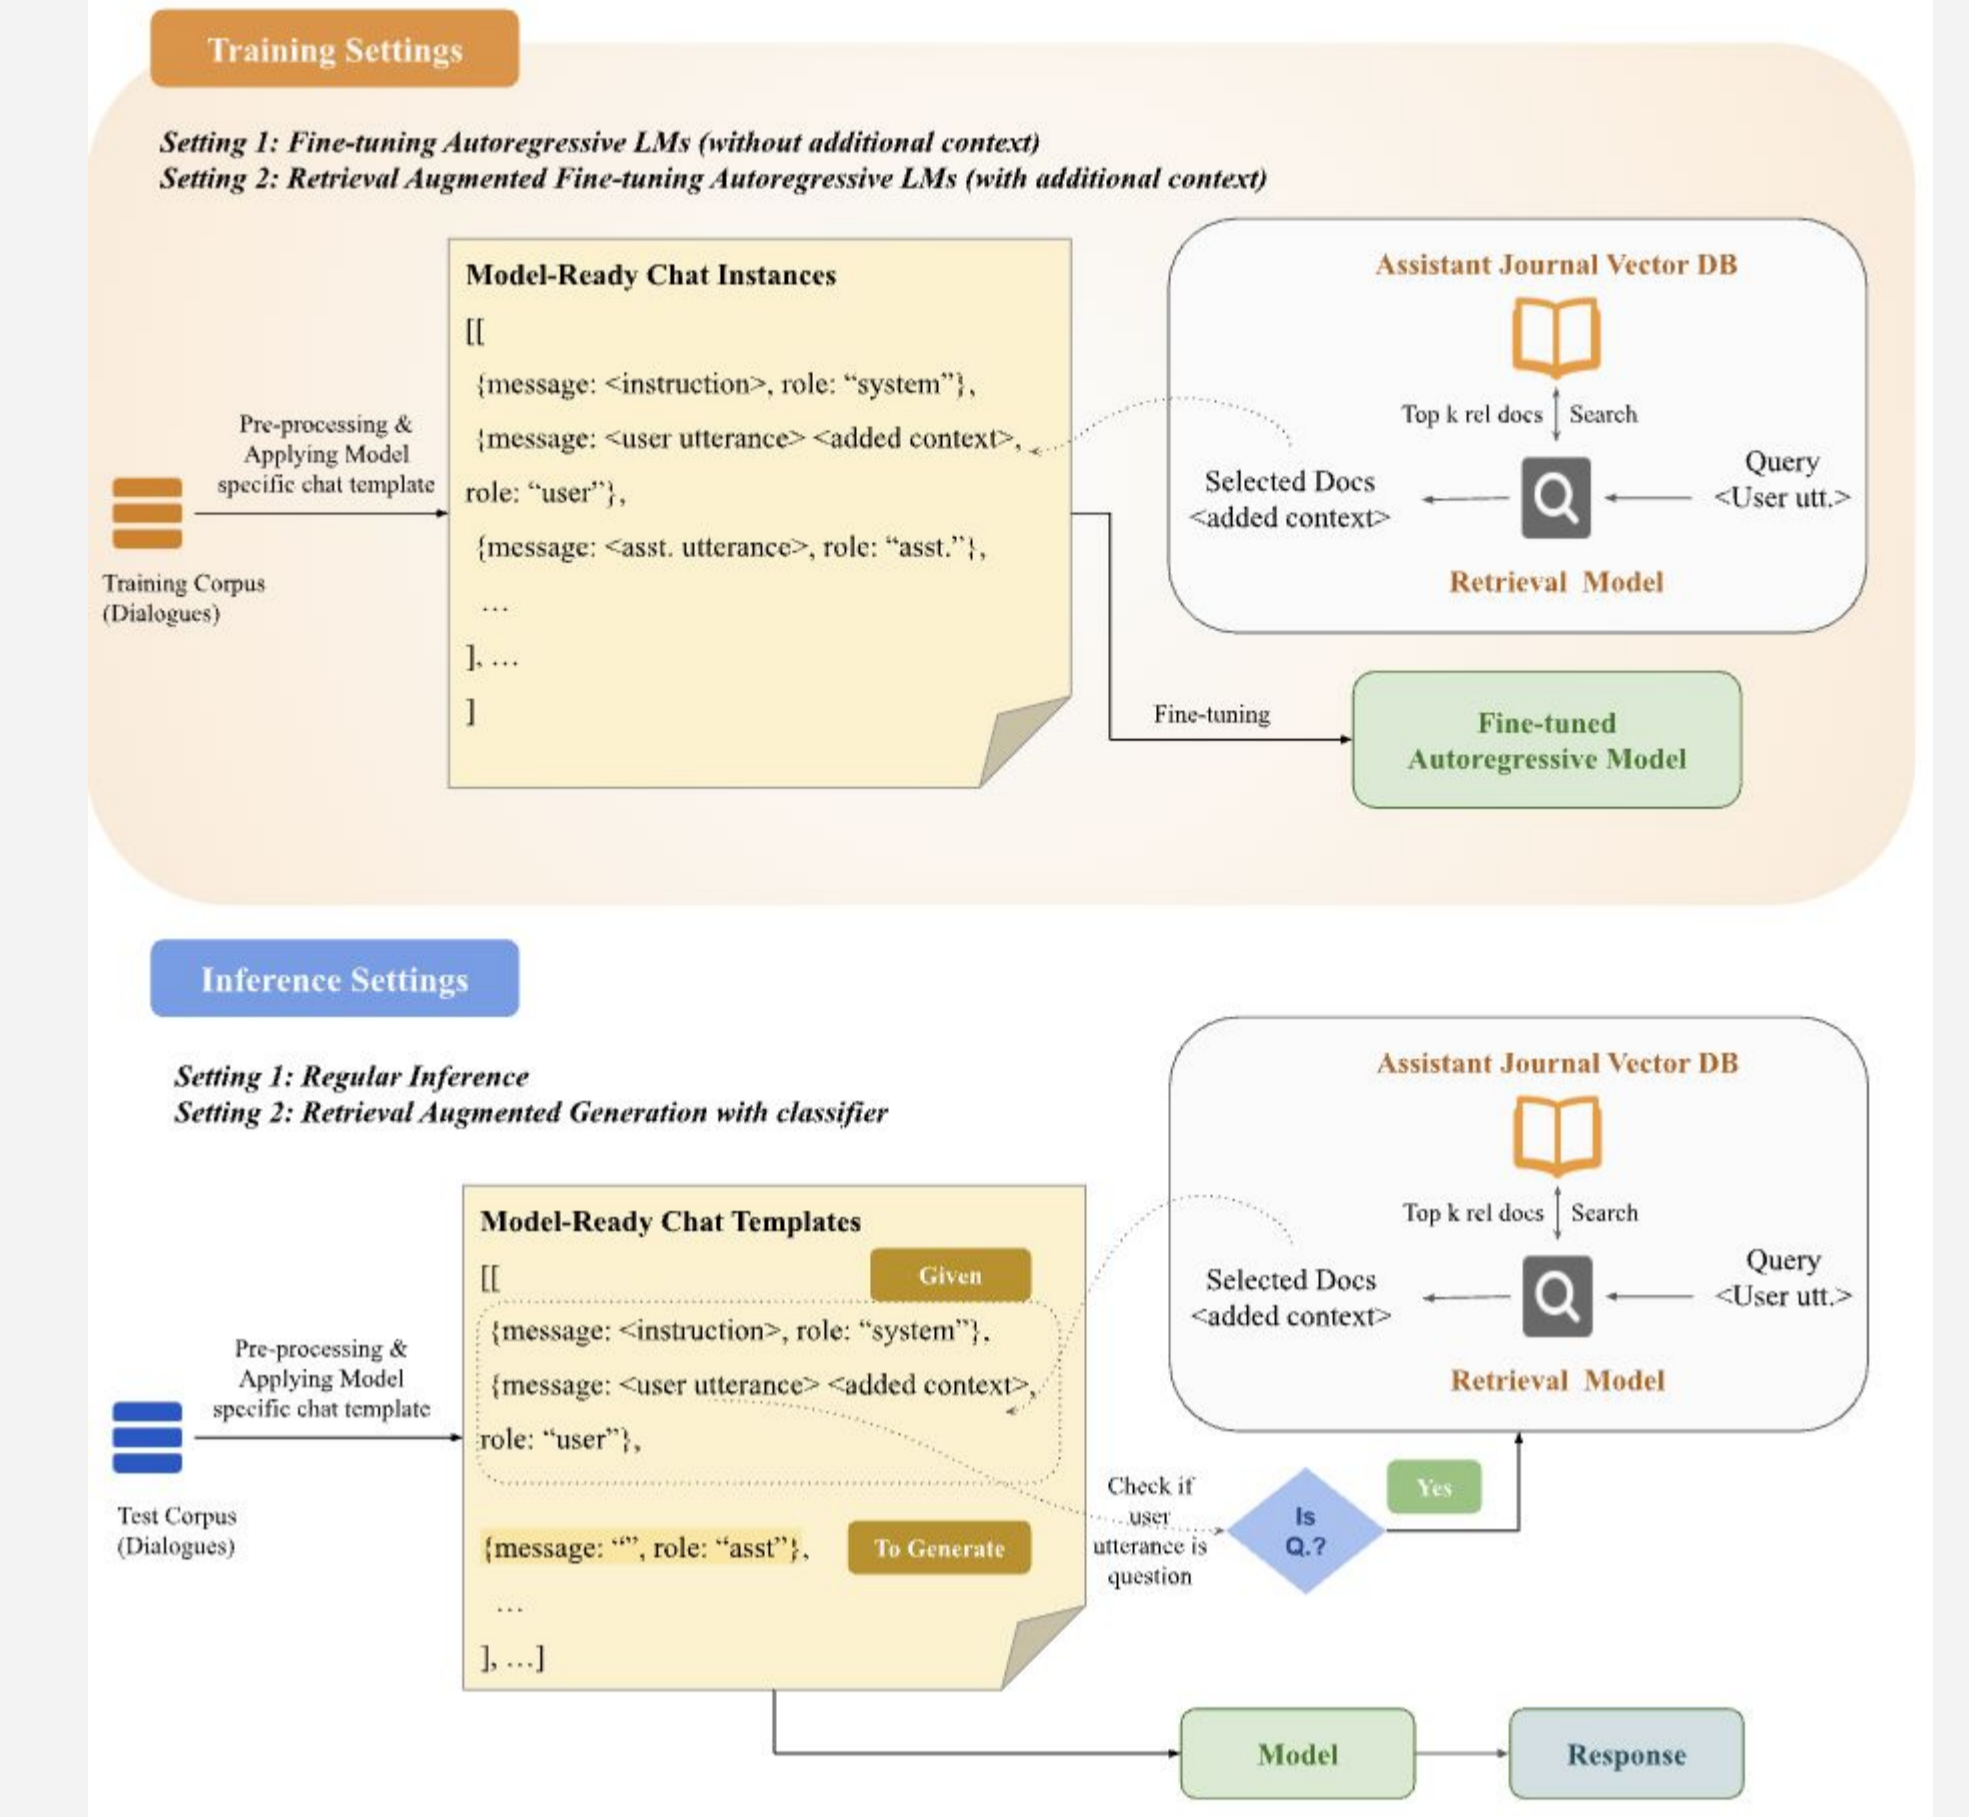 Training Settings
Setting 1: Fine-tuning Autoregressive LMs (without additional context)
Setting 2: Retrieval Augmented Fine-tuning Autoregressive LMs (with additional context)
Pre-processing &
Applying Model
specific chat template
Training Corpus
(Dialogues)
Model-Ready Chat Instances
[[
{message: <instruction>, role: “system”},
{message: <user utterance> <added context>,
role: “user”},
{message: <asst. utterance>, role: “asst.”},
…
], …
]
Assistant Journal Vector DB
Top k rel docs
Search
Query
<User utt.>
Selected Docs
<added context>
Retrieval Model
Fine-tuning
Fine-tuned
Autoregressive Model
Inference Settings
Setting 1: Regular Inference
Setting 2: Retrieval Augmented Generation with classifier
Pre-processing &
Applying Model
specific chat template
Test Corpus
(Dialogues)
Model-Ready Chat Templates
[[
Given
{message: <instruction>, role: “system”},
{message: <user utterance> <added context>,
role: “user”},
{message: “”, role: “asst”},
To Generate
…
], …]
Assistant Journal Vector DB
Top k rel docs
Search
Query
<User utt.>
Selected Docs
<added context>
Retrieval Model
Check if
user
utterance is
question
Is
Q.?
Yes
Model
Response